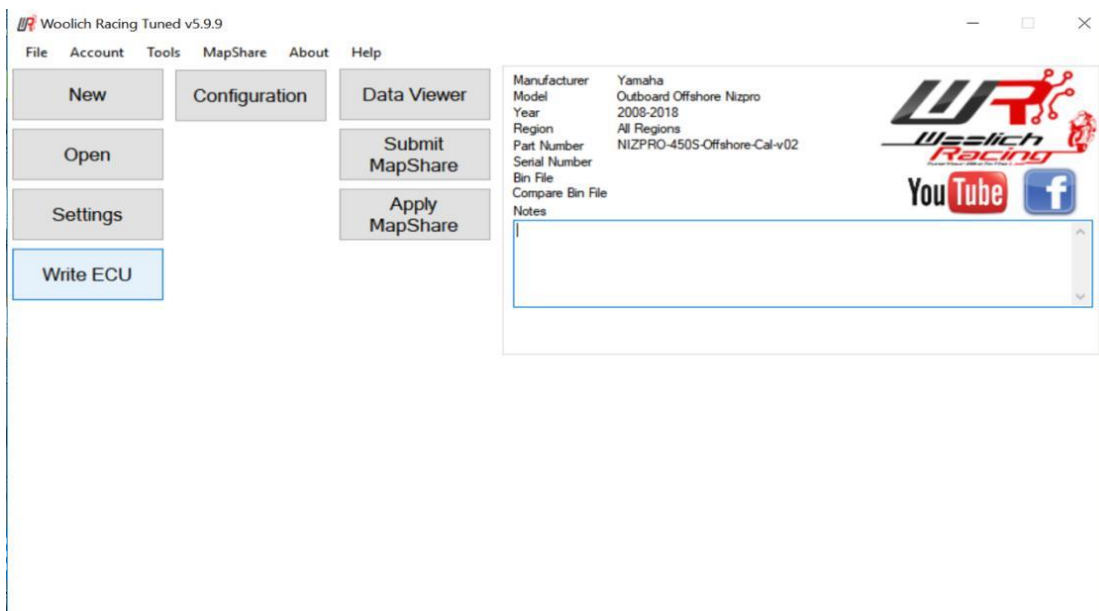 Woolich Racing Tuned v5.9.9
File Account Tools MapShare About Help
New
Configuration
Data Viewer
Open
Submit
MapShare
Settings
Apply
MapShare
Write ECU
Manufacturer Yamaha
Model Outboard Offshore Nizpro
Year 2008-2018
Region All Regions
Part Number NIZPRO-450S-Offshore-Cal-v02
Serial Number
Bin File
Compare Bin File
Notes
WR
Woolich
Racing
You Tube
f